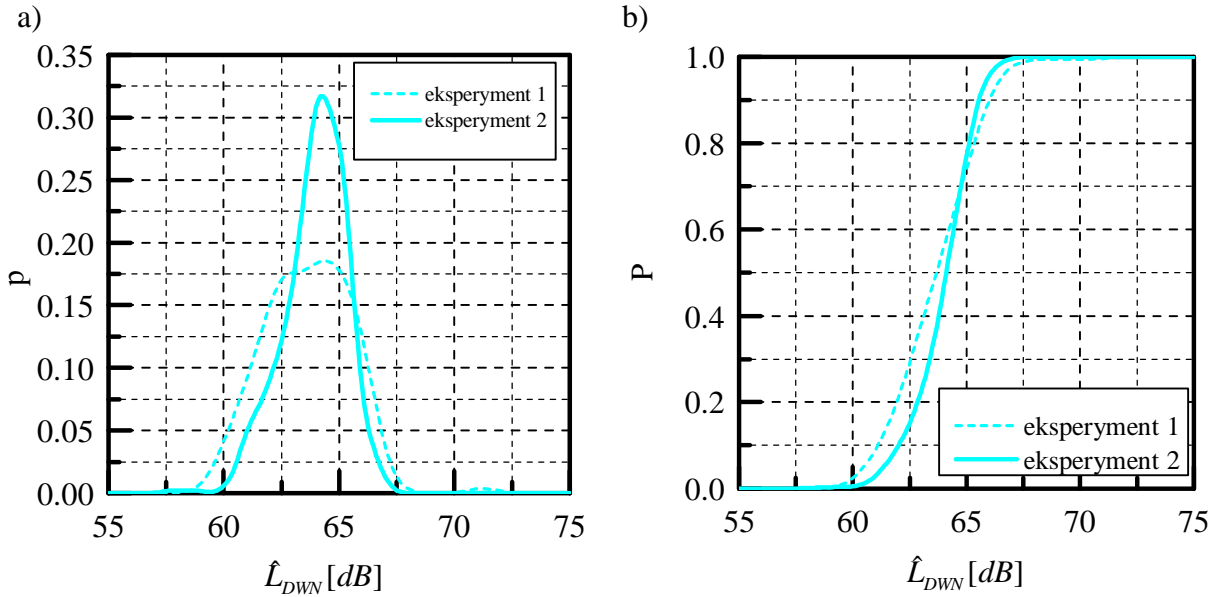 a)
0.35
0.30
0.25
0.20
0.15
0.10
0.05
0.00
p
eksperyment 1
eksperyment 2
55 60 65 70 75
L̂_DWN [dB]
b)
1.0
0.8
0.6
0.4
0.2
0.0
P
eksperyment 1
eksperyment 2
55 60 65 70 75
L̂_DWN [dB]